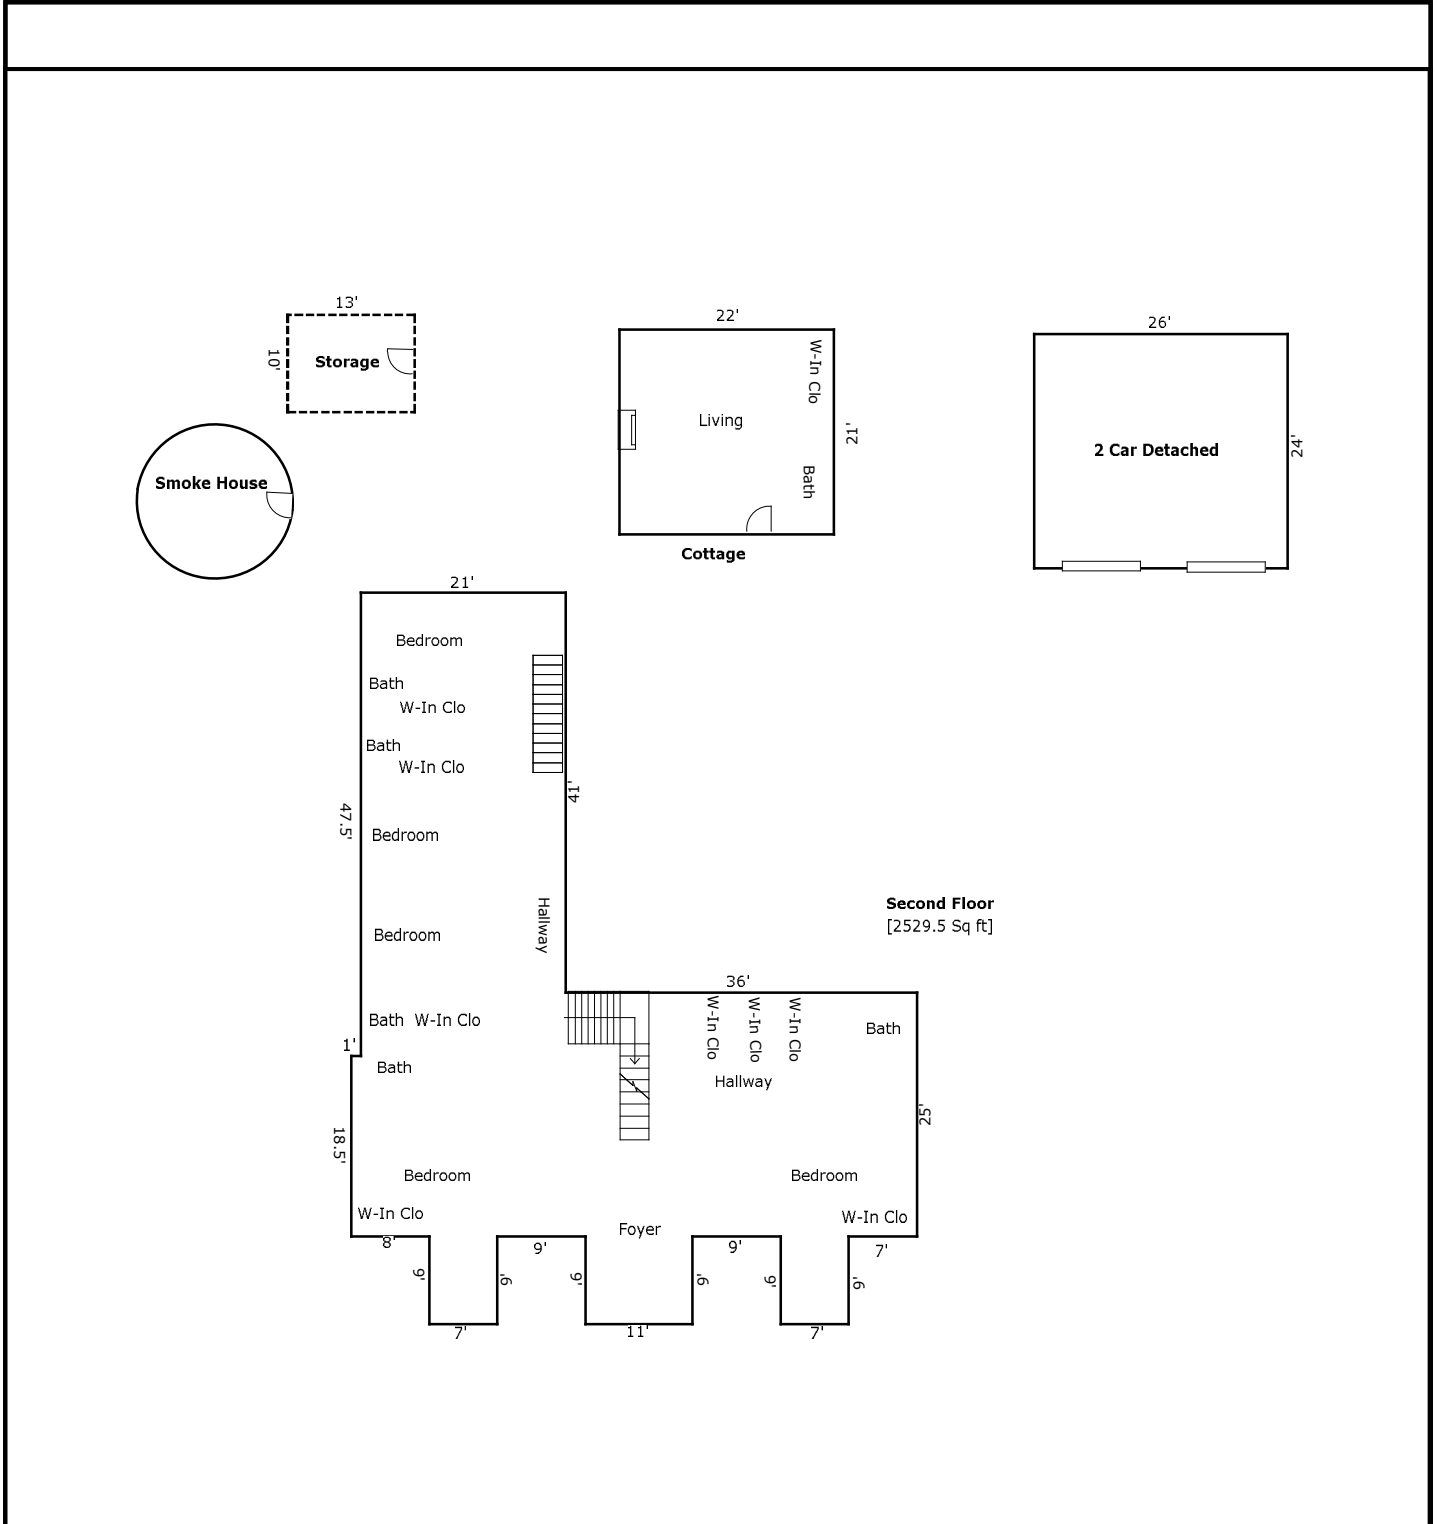 13'
22'
26'
10'
Storage
W-In Clo
Living
21'
24'
2 Car Detached
Smoke House
Bath
Cottage
21'
Bedroom
Bath
W-In Clo
Bath
W-In Clo
41'
47.5'
Bedroom
Hallway
Second Floor
[2529.5 Sq ft]
Bedroom
36'
Bath W-In Clo
W-In Clo
W-In Clo
W-In Clo
Bath
1'
Bath
Hallway
25'
18.5'
Bedroom
Bedroom
W-In Clo
W-In Clo
Foyer
8'
9'
9'
7'
9'
9'
9'
9'
9'
9'
7'
11'
7'